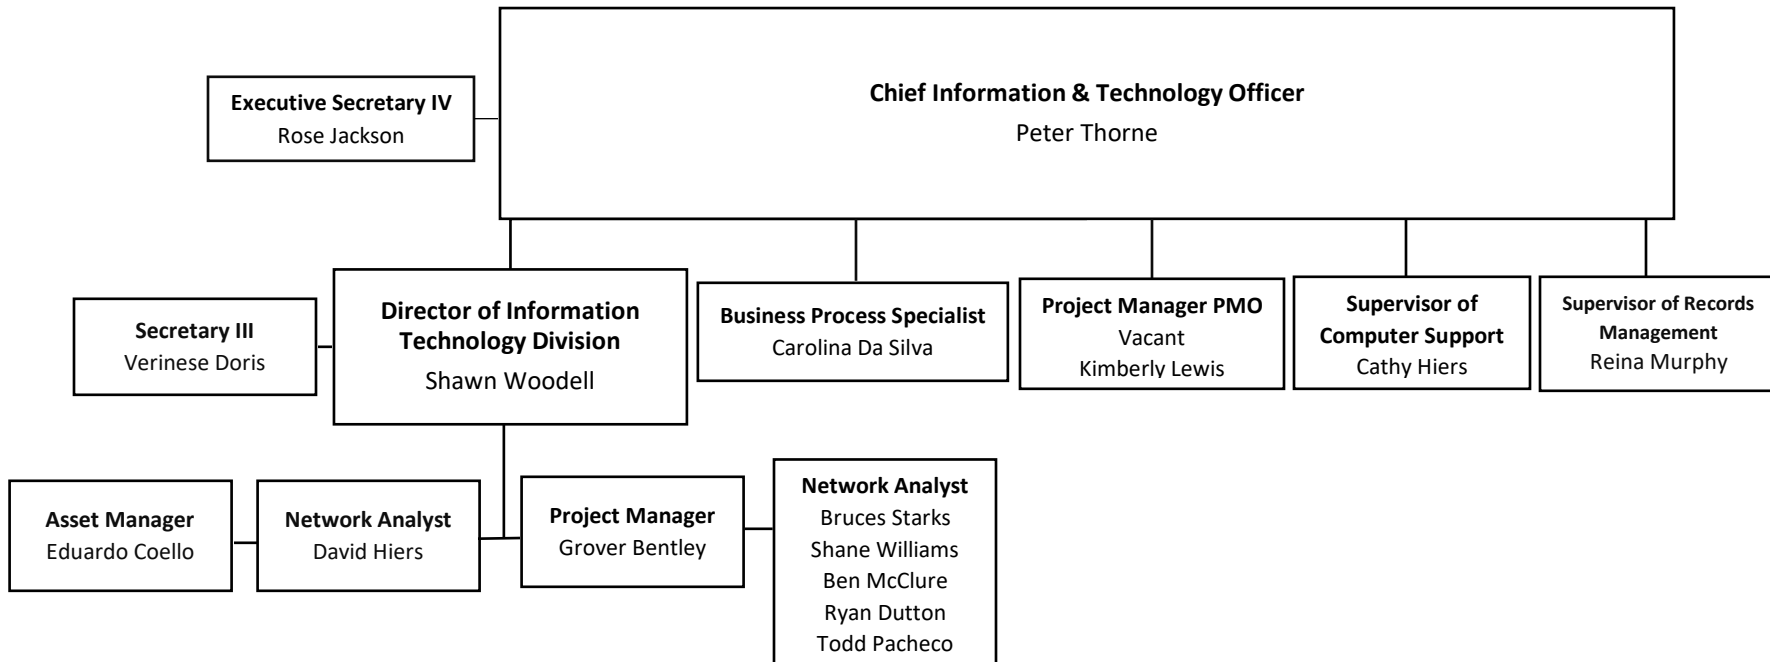 Chief Information & Technology Officer
Peter Thorne
Executive Secretary IV
Rose Jackson
Secretary III
Verinese Doris
Director of Information
Technology Division
Shawn Woodell
Business Process Specialist
Carolina Da Silva
Project Manager PMO
Vacant
Kimberly Lewis
Supervisor of
Computer Support
Cathy Hiers
Supervisor of Records
Management
Reina Murphy
Asset Manager
Eduardo Coello
Network Analyst
David Hiers
Project Manager
Grover Bentley
Network Analyst
Bruces Starks
Shane Williams
Ben McClure
Ryan Dutton
Todd Pacheco